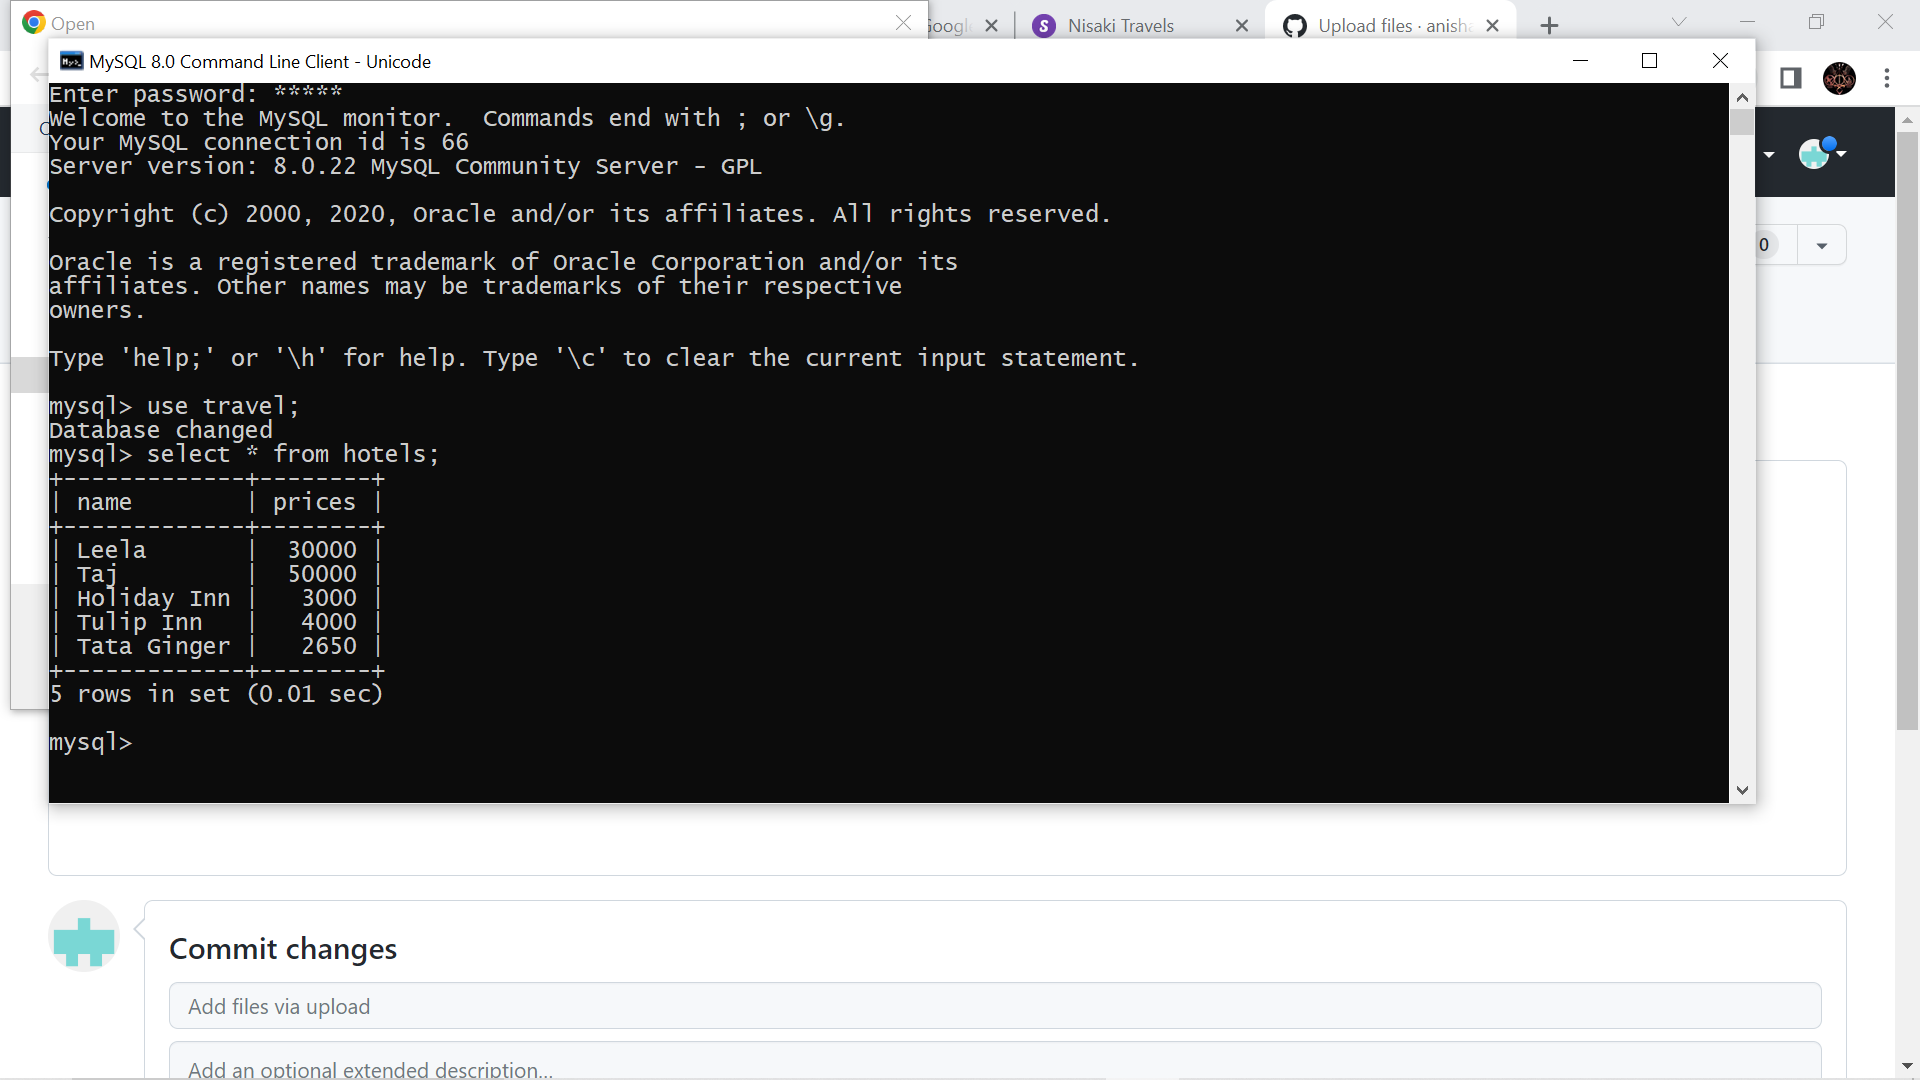 Open
Google
Nisaki Travels
Upload files · anisha
MySQL 8.0 Command Line Client - Unicode
Enter password: *****
Welcome to the MySQL monitor.  Commands end with ; or \g.
Your MySQL connection id is 66
Server version: 8.0.22 MySQL Community Server - GPL
Copyright (c) 2000, 2020, Oracle and/or its affiliates. All rights reserved.
Oracle is a registered trademark of Oracle Corporation and/or its
affiliates. Other names may be trademarks of their respective
owners.
Type 'help;' or '\h' for help. Type '\c' to clear the current input statement.
mysql> use travel;
Database changed
mysql> select * from hotels;
+-------------+--------+
| name        | prices |
+-------------+--------+
| Leela       |  30000 |
| Taj         |  50000 |
| Holiday Inn |   3000 |
| Tulip Inn   |   4000 |
| Tata Ginger |   2650 |
+-------------+--------+
5 rows in set (0.01 sec)
mysql>
0
Commit changes
Add files via upload
Add an optional extended description...